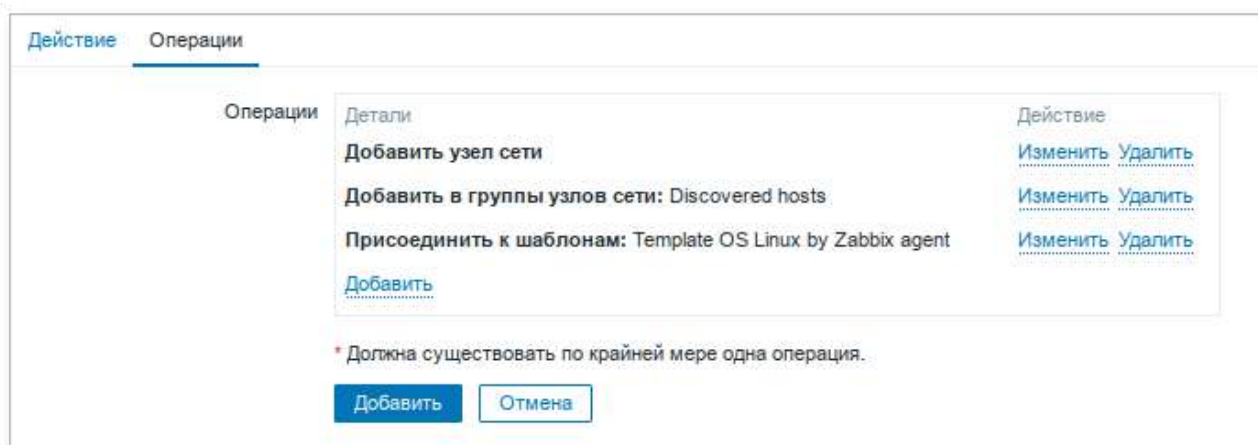 Действие Операции
Операции Детали Действие
Добавить узел сети Изменить Удалить
Добавить в группы узлов сети: Discovered hosts Изменить Удалить
Присоединить к шаблонам: Template OS Linux by Zabbix agent Изменить Удалить
Добавить
* Должна существовать по крайней мере одна операция.
Добавить Отмена